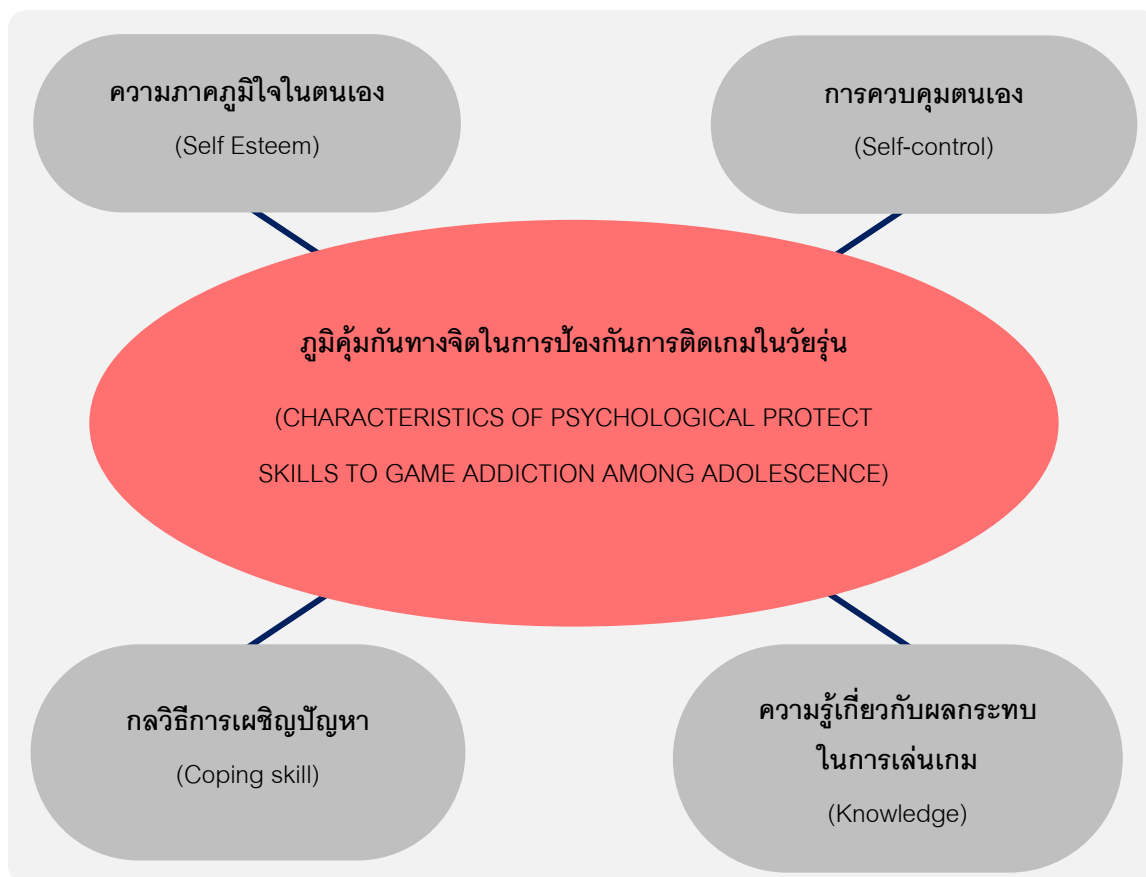 ความภาคภูมิใจในตนเอง
(Self Esteem)
การควบคุมตนเอง
(Self-control)
ภูมิคุ้มกันทางจิตในการป้องกันการติดเกมในวัยรุ่น
(CHARACTERISTICS OF PSYCHOLOGICAL PROTECT
SKILLS TO GAME ADDICTION AMONG ADOLESCENCE)
กลวิธีการเผชิญปัญหา
(Coping skill)
ความรู้เกี่ยวกับผลกระทบ
ในการเล่นเกม
(Knowledge)